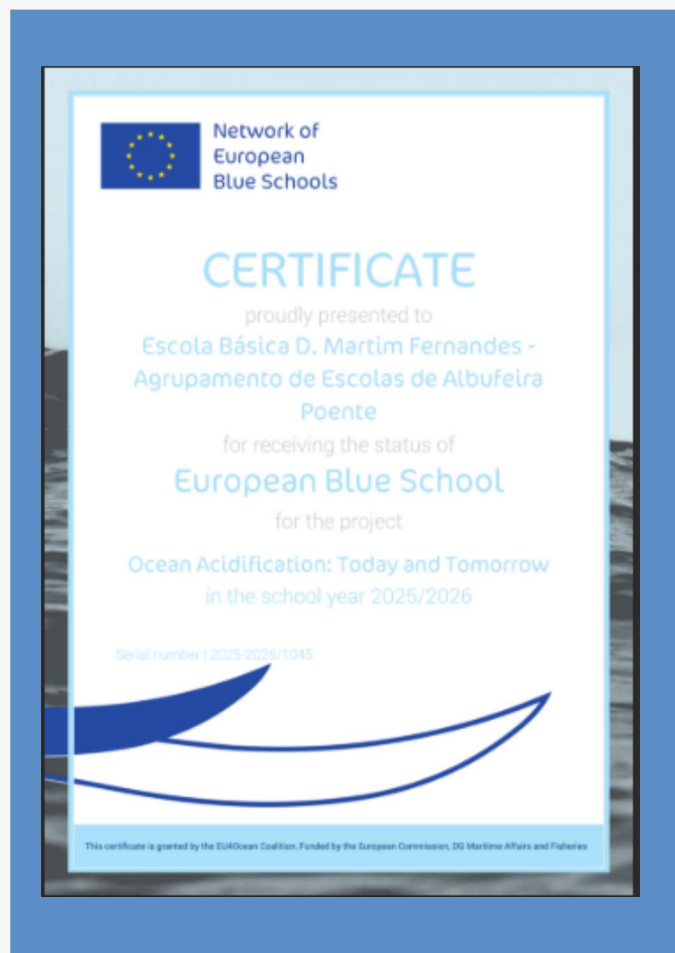 Network of
European
Blue Schools
CERTIFICATE
proudly presented to
Escola Básica D. Martim Fernandes -
Agrupamento de Escolas de Albufeira
Poente
for receiving the status of
European Blue School
for the project
Ocean Acidification: Today and Tomorrow
in the school year 2025/2026
Serial number | 2025-2026/1045
This certificate is granted by the EU4Ocean Coalition, Funded by the European Commission, DG Maritime Affairs and Fisheries